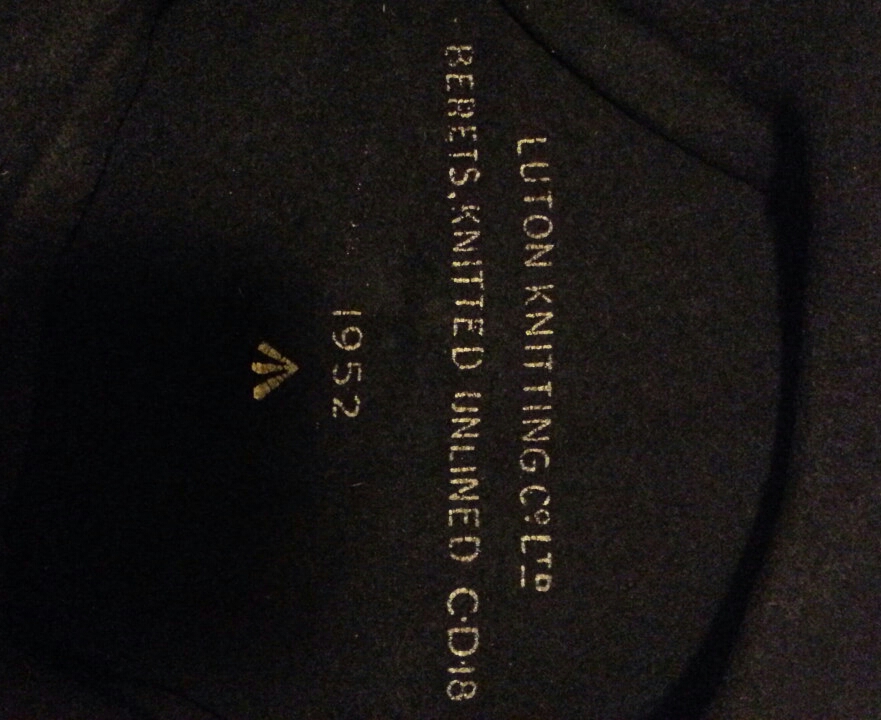 LUTON KNITTING Cº LTD
BERETS, KNITTED UNLINED C·D·18
1952